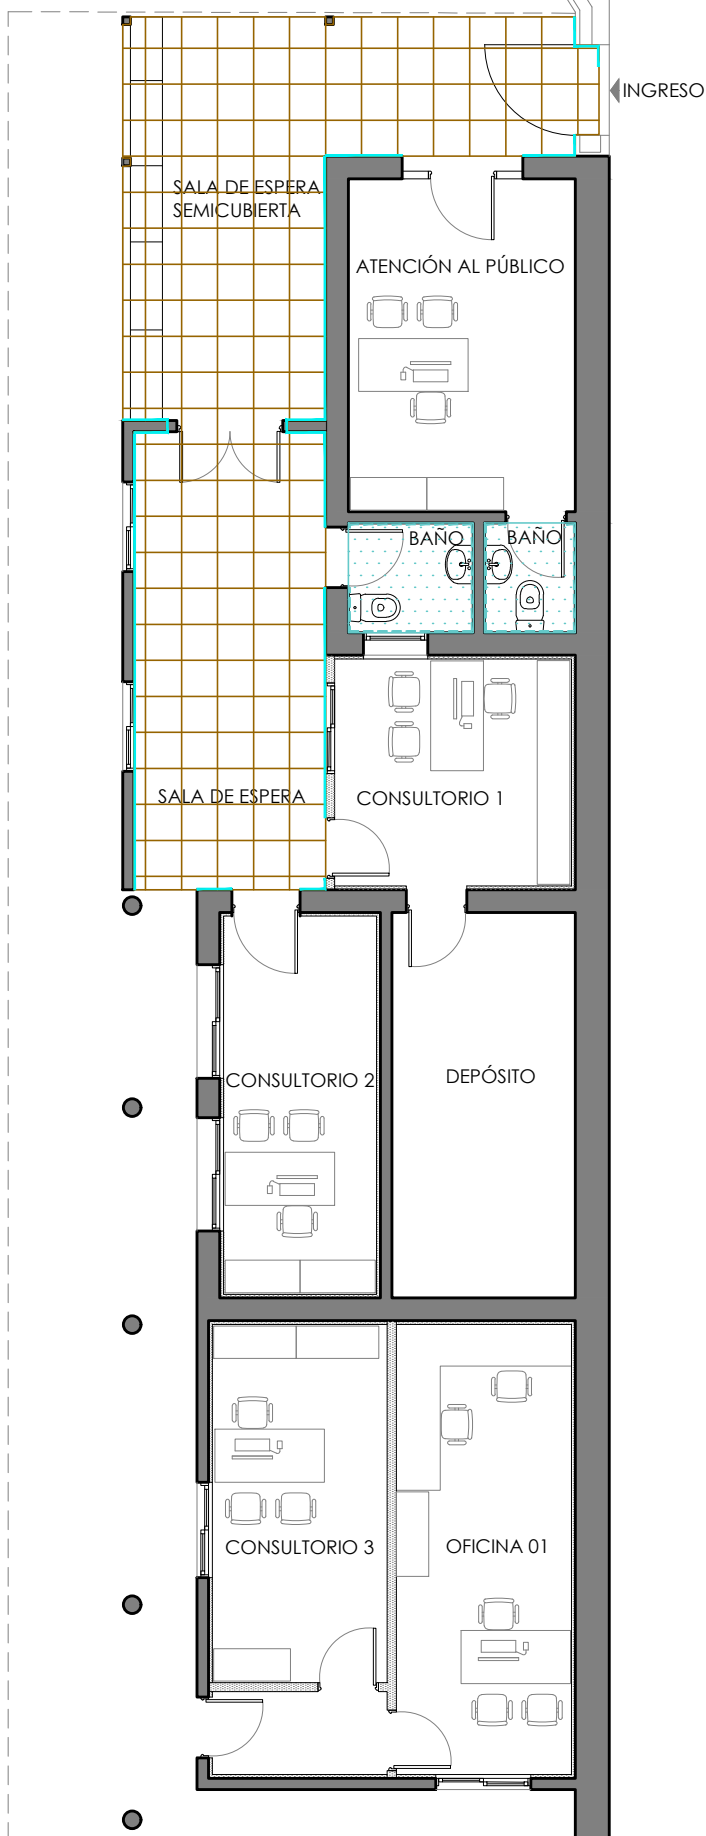 INGRESO
SALA DE ESPERA
SEMICUBIERTA
ATENCIÓN AL PÚBLICO
BAÑO
BAÑO
SALA DE ESPERA
CONSULTORIO 1
CONSULTORIO 2
DEPÓSITO
CONSULTORIO 3
OFICINA 01